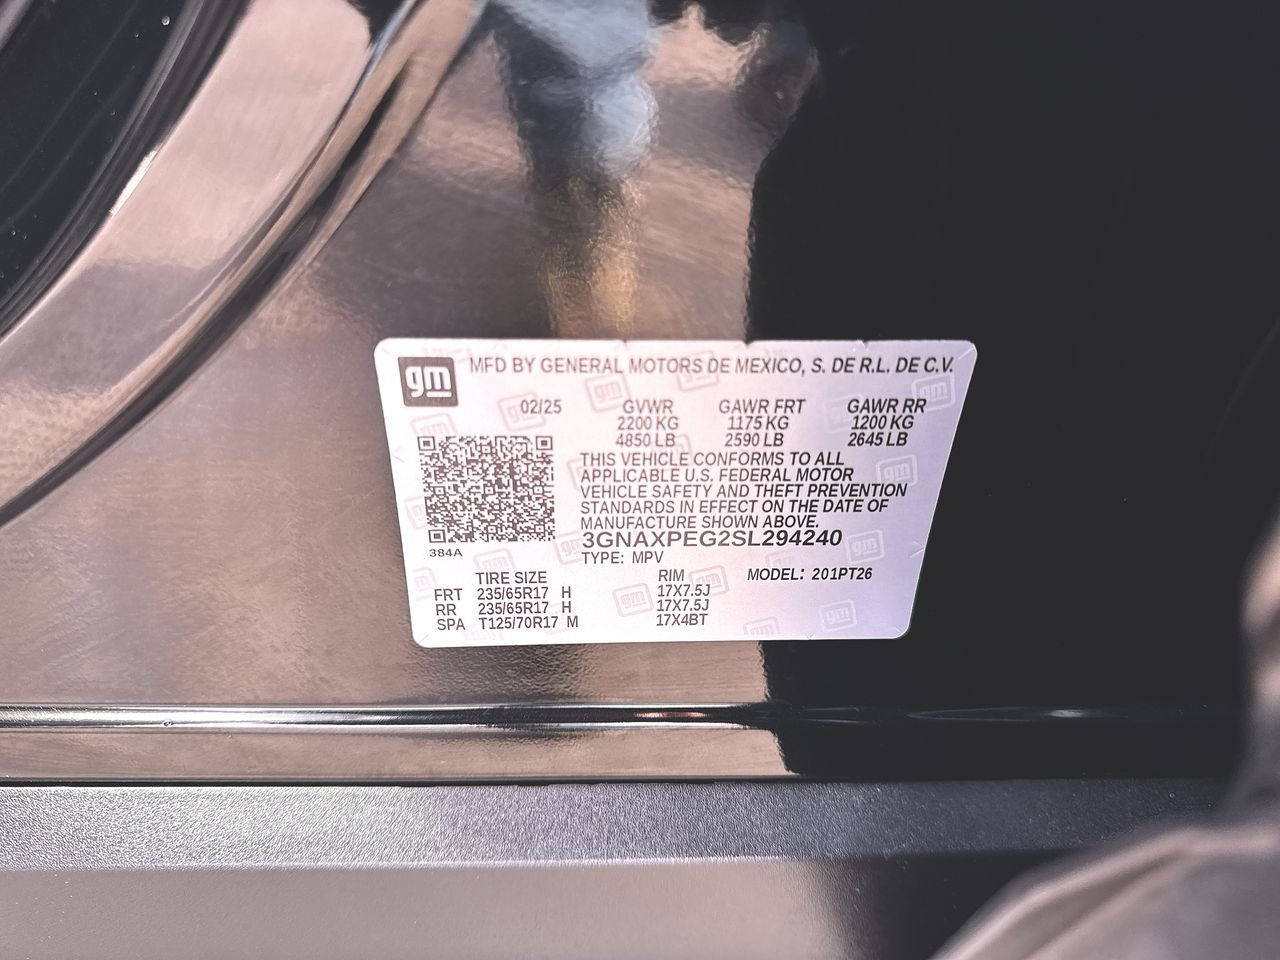 gm MFD BY GENERAL MOTORS DE MEXICO, S. DE R.L. DE C.V.
02/25 GVWR GAWR FRT GAWR RR
2200 KG 1175 KG 1200 KG
4850 LB 2590 LB 2645 LB
THIS VEHICLE CONFORMS TO ALL
APPLICABLE U.S. FEDERAL MOTOR
VEHICLE SAFETY AND THEFT PREVENTION
STANDARDS IN EFFECT ON THE DATE OF
MANUFACTURE SHOWN ABOVE.
3GNAXPEG2SL294240
384A
TYPE: MPV
TIRE SIZE RIM MODEL: 201PT26
FRT 235/65R17 H 17X7.5J
RR 235/65R17 H 17X7.5J
SPA T125/70R17 M 17X4BT